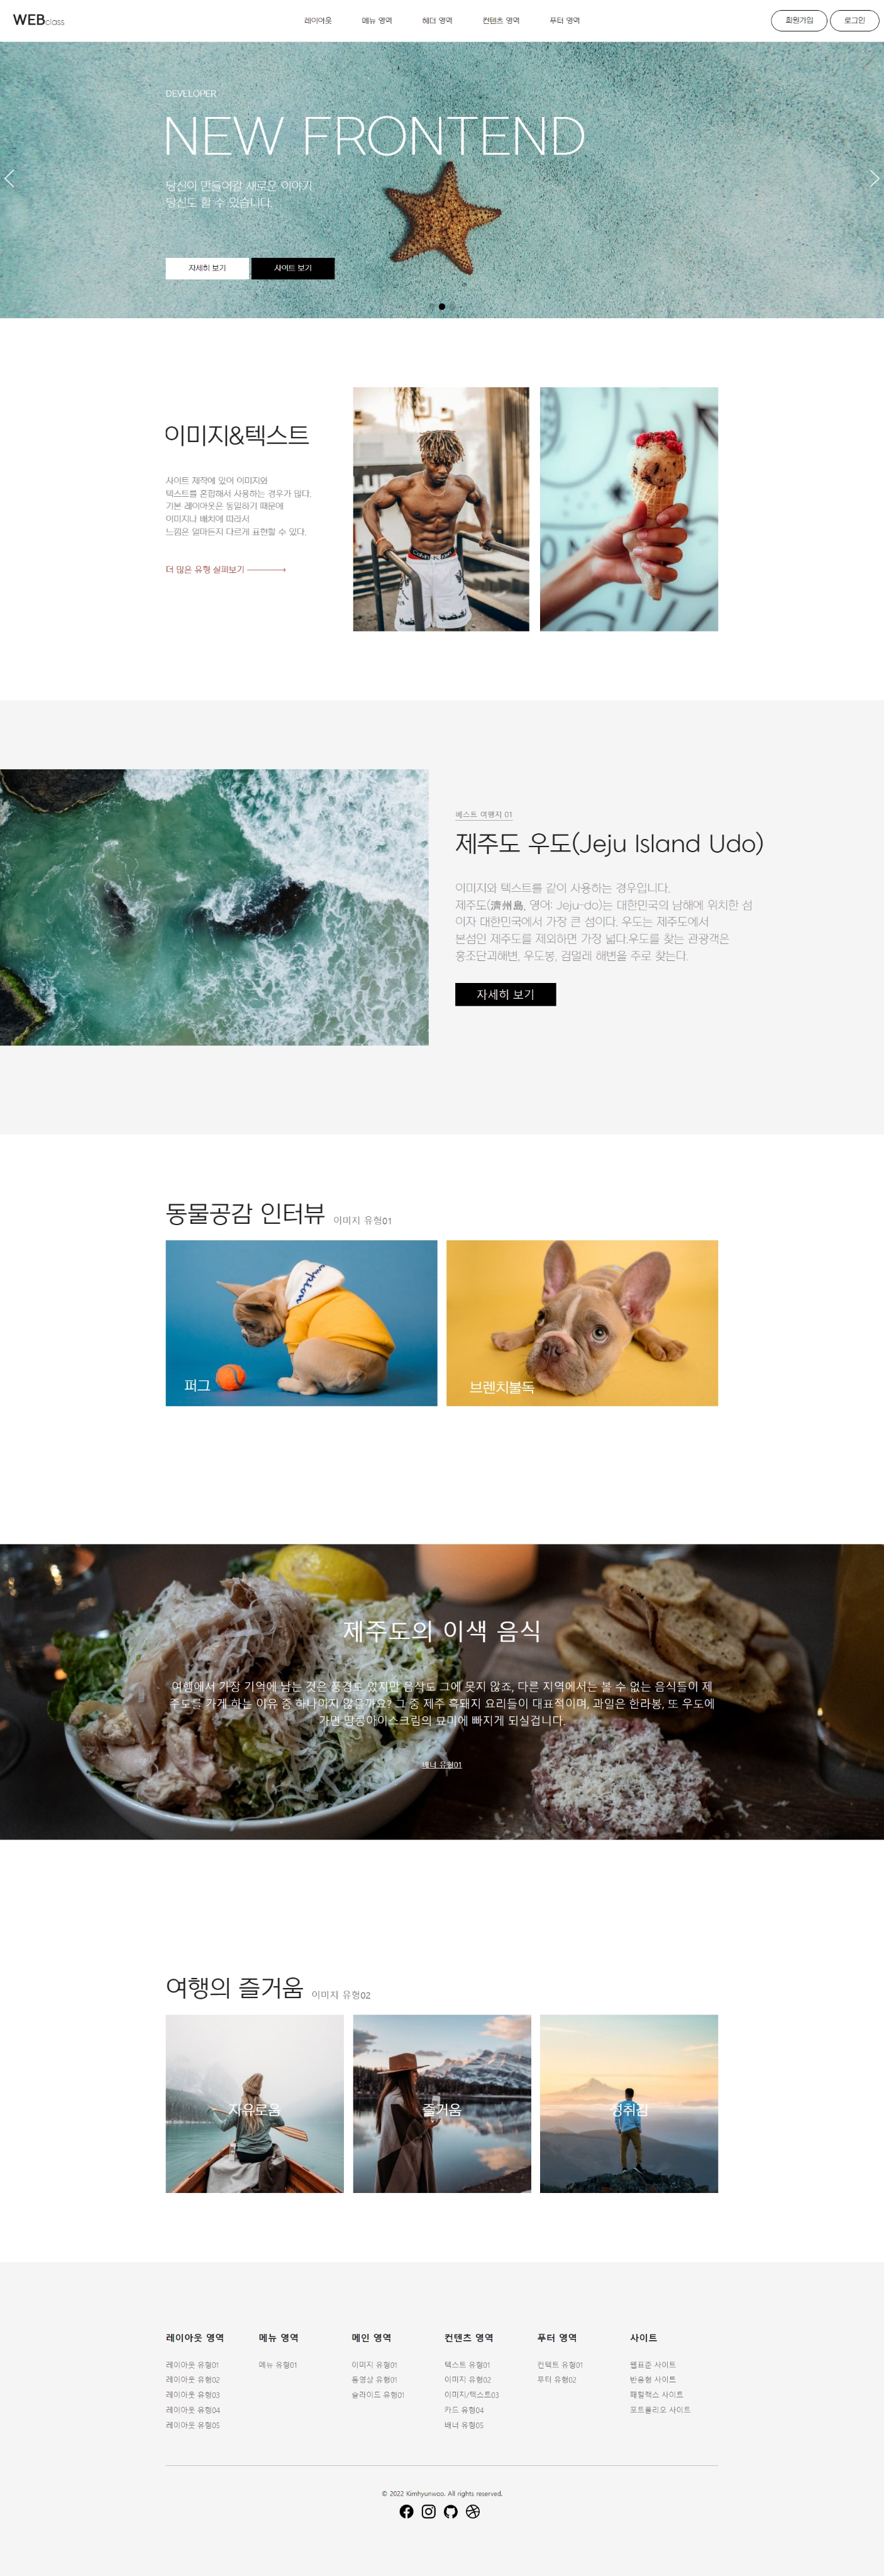 WEBclass
레이아웃 메뉴 영역 헤더 영역 컨텐츠 영역 푸터 영역
회원가입 로그인
DEVELOPER
NEW FRONTEND
당신이 만들어갈 새로운 이야기
당신도 할 수 있습니다.
자세히 보기 사이트 보기
이미지&텍스트
사이트 제작에 있어 이미지와
텍스트를 혼합해서 사용하는 경우가 많다.
기본 레이아웃은 동일하기 때문에
이미지나 배치에 따라서
느낌은 얼마든지 다르게 표현할 수 있다.
더 많은 유형 살펴보기
베스트 여행지 01
제주도 우도(Jeju Island Udo)
이미지와 텍스트를 같이 사용하는 경우입니다.
제주도(濟州島, 영어: Jeju-do)는 대한민국의 남해에 위치한 섬
이자 대한민국에서 가장 큰 섬이다. 우도는 제주도에서
본섬인 제주도를 제외하면 가장 넓다.우도를 찾는 관광객은
홍조단괴해변, 우도봉, 검멀레 해변을 주로 찾는다.
자세히 보기
동물공감 인터뷰 이미지 유형01
퍼그
브렌치불독
제주도의 이색 음식
여행에서 가장 기억에 남는 것은 풍경도 있지만 음식도 그에 못지 않죠, 다른 지역에서는 볼 수 없는 음식들이 제
주도를 가게 하는 이유 중 하나이지 않을까요? 그 중 제주 흑돼지 요리들이 대표적이며, 과일은 한라봉, 또 우도에
가면 땅콩아이스크림의 묘미에 빠지게 되실겁니다.
배너 유형01
여행의 즐거움 이미지 유형02
자유로움
즐거움
성취감
레이아웃 영역 메뉴 영역 메인 영역 컨텐츠 영역 푸터 영역 사이트
레이아웃 유형01 메뉴 유형01 이미지 유형01 텍스트 유형01 컨텍트 유형01 웹표준 사이트
레이아웃 유형02 동영상 유형01 이미지 유형02 푸터 유형02 반응형 사이트
레이아웃 유형03 슬라이드 유형01 이미지/텍스트03 패럴랙스 사이트
레이아웃 유형04 카드 유형04 포트폴리오 사이트
레이아웃 유형05 배너 유형05
© 2022 Kimhyunwoo. All rights reserved.